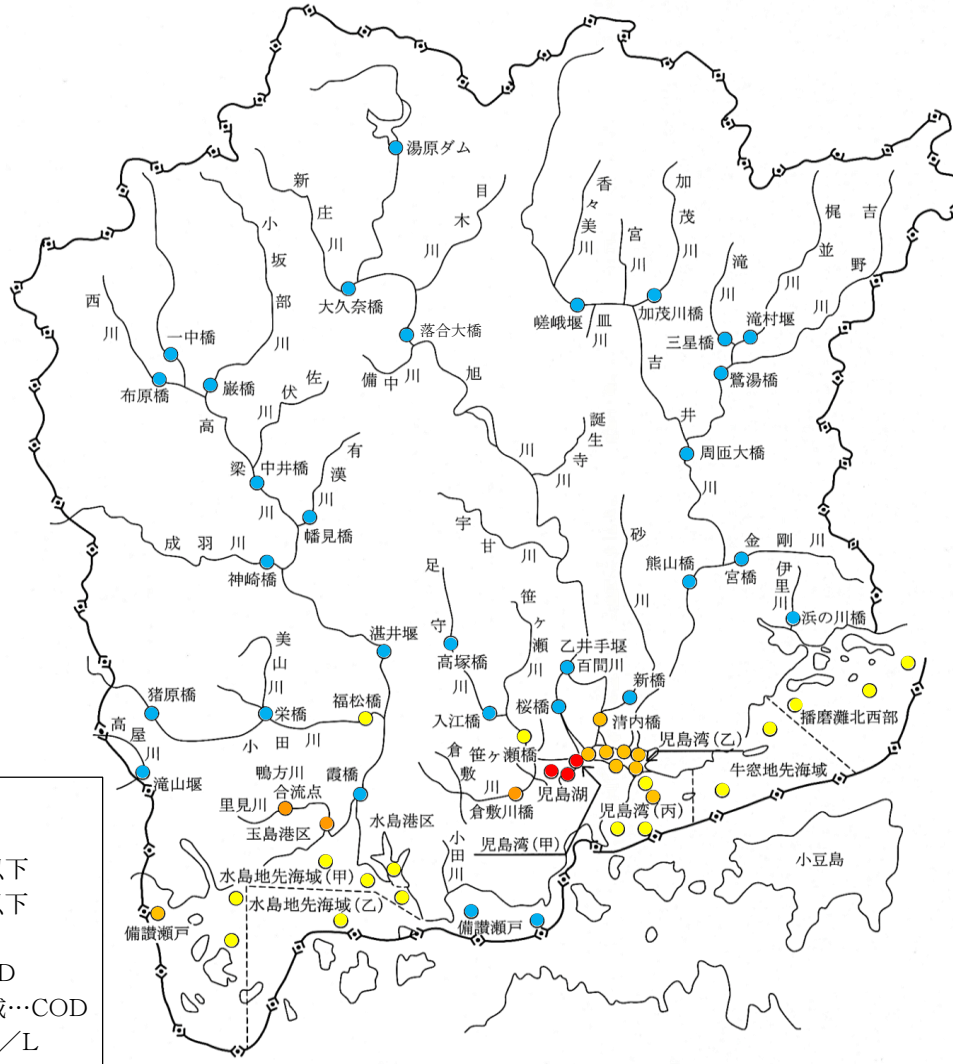 湯原ダム
新庄川
目木川
香々美川
加茂川
宮川
梶並川
吉野川
滝川
小坂部川
西川
大久奈橋
嵯峨堰
皿川
加茂川橋
三星橋
滝村堰
一中橋
落合大橋
備中川
旭川
鷺湯橋
布原橋
巌橋
佐伏川
高梁川
誕生寺川
吉井川
周匝大橋
中井橋
有漢川
幡見橋
宇甘川
砂川
成羽川
神崎橋
金剛川
熊山橋
宮橋
伊里川
浜の川橋
足守川
笹ヶ瀬川
美山川
湛井堰
高塚橋
乙井手堰
百間川
新橋
猪原橋
栄橋
福松橋
入江橋
桜橋
清内橋
播磨灘北西部
高屋川
小田川
笹ヶ瀬橋
児島湾(乙)
牛窓地先海域
滝山堰
鴨方川
合流点
霞橋
倉敷川
倉敷川橋
児島湖
児島湾(丙)
里見川
玉島港区
水島港区
小田川
児島湾(甲)
小豆島
水島地先海域(甲)
水島地先海域(乙)
備讃瀬戸
備讃瀬戸
以下
以下
D
域…COD
/L